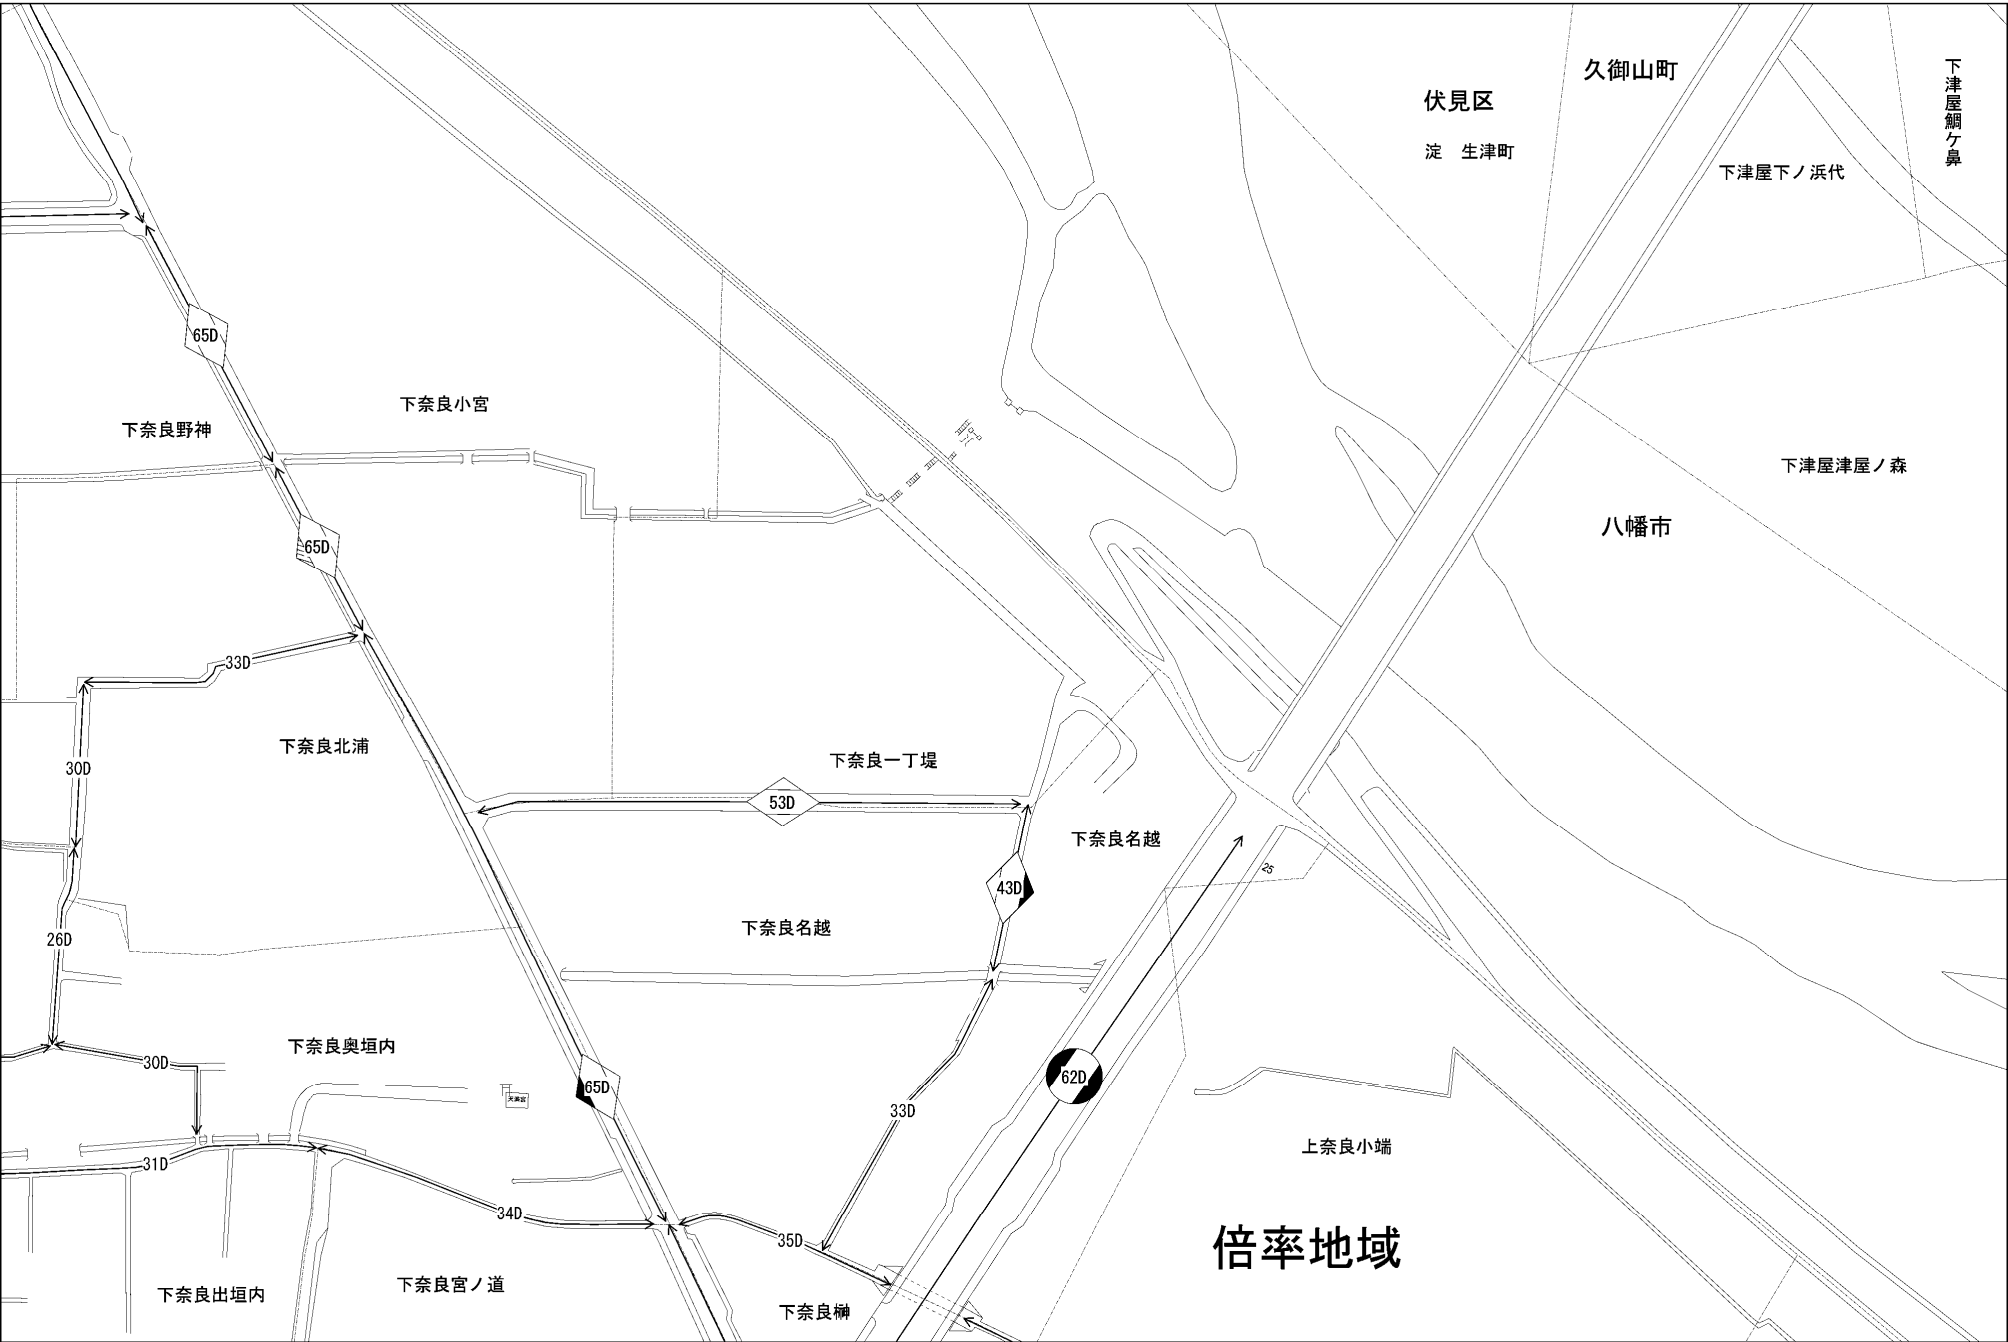 久御山町
伏見区
淀　生津町
下津屋鯛ケ鼻
下津屋下ノ浜代
65D
下奈良小宮
下奈良野神
下津屋津屋ノ森
八幡市
65D
33D
下奈良北浦
30D
下奈良一丁堤
53D
下奈良名越
25
43D
下奈良名越
26D
下奈良奥垣内
30D
65D
62D
天満宮
33D
上奈良小端
31D
34D
35D
倍率地域
下奈良出垣内
下奈良宮ノ道
下奈良榊